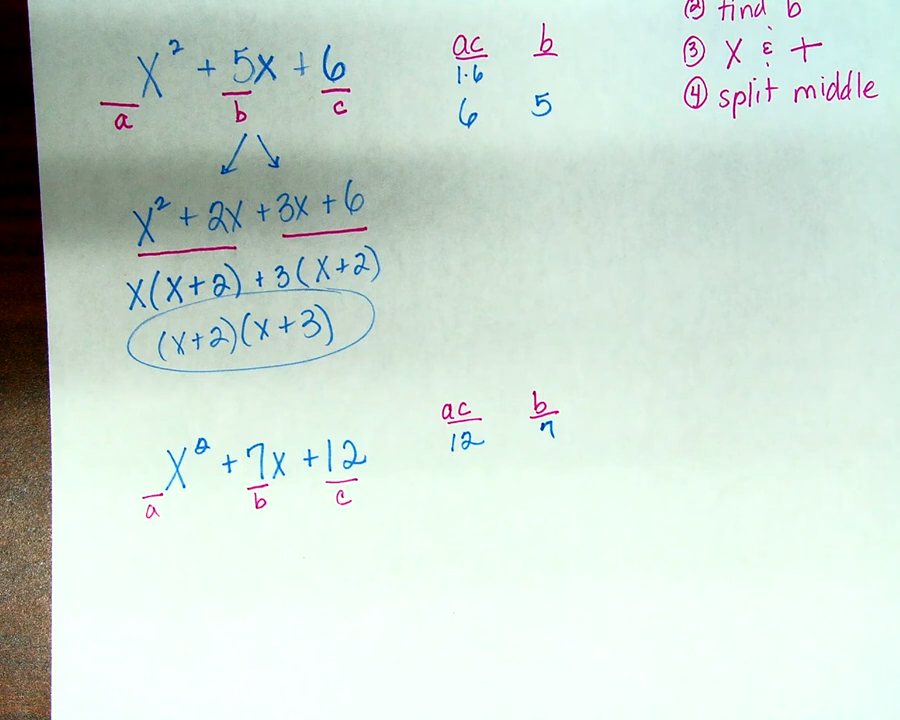 x² + 5x + 6
a b c
ac b
1·6
6 5
② find b
③ X & +
④ split middle
x² + 2x + 3x + 6
x(x+2) + 3(x+2)
(x+2)(x+3)
x² + 7x + 12
a b c
ac b
12 7